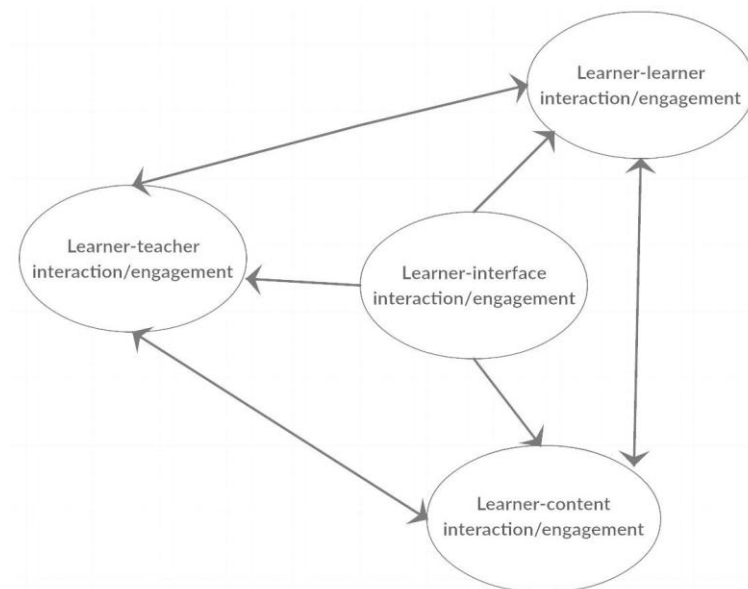 Learner-learner
interaction/engagement
Learner-teacher
interaction/engagement
Learner-interface
interaction/engagement
Learner-content
interaction/engagement